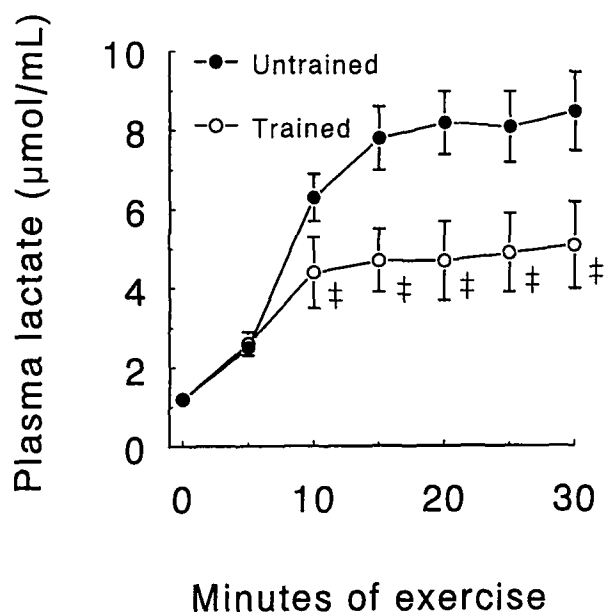 Plasma lactate (µmol/mL)
10
8
6
4
2
0
Untrained
Trained
‡ ‡ ‡ ‡ ‡
0 10 20 30
Minutes of exercise